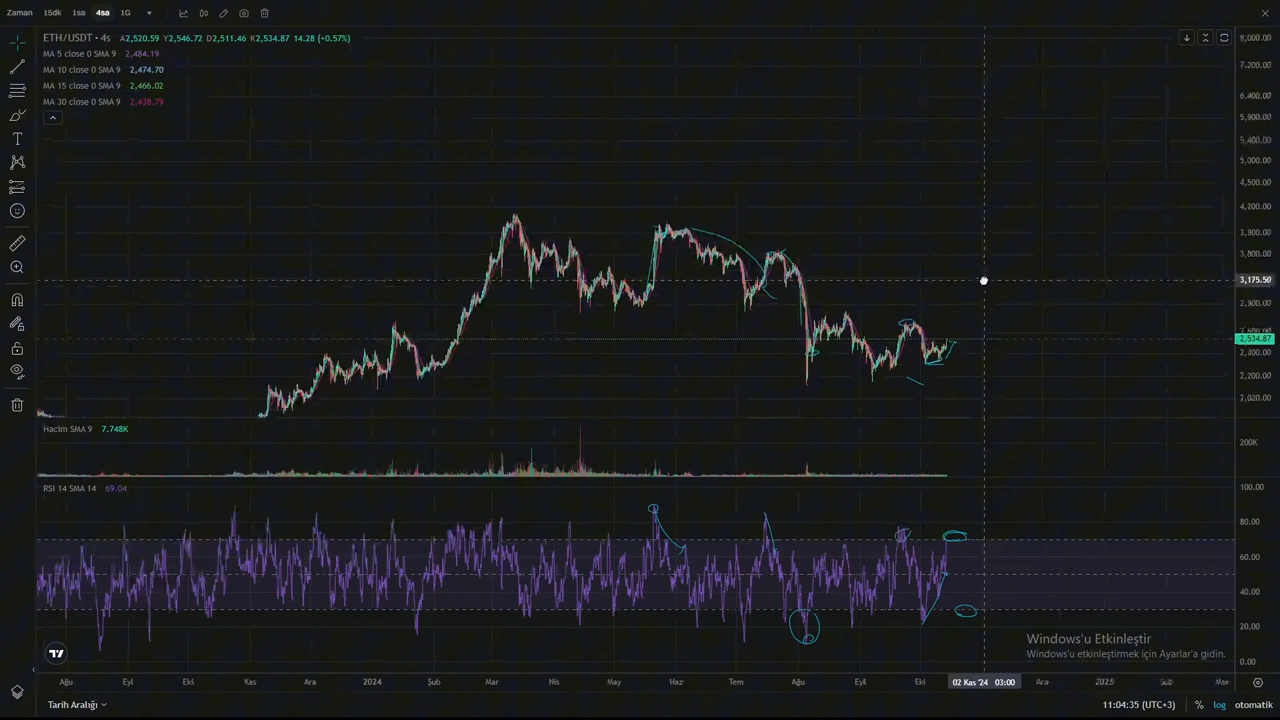 Zaman 15dk 1sa 4sa 1G
ETH/USDT • 4s A2,520.59 Y2,546.72 D2,511.46 K2,534.87 14.28 (+0.57%)
MA 5 close 0 SMA 9 2,484.19
MA 10 close 0 SMA 9 2,474.70
MA 15 close 0 SMA 9 2,466.02
MA 30 close 0 SMA 9 2,438.79
8,000.00
7,200.00
6,400.00
5,900.00
5,400.00
5,000.00
4,500.00
4,200.00
3,900.00
3,500.00
3,175.50
2,900.00
2,534.87
2,400.00
2,200.00
2,000.00
Hacim SMA 9 7.748K
200K
RSI 14 SMA 14 69.04
100.00
80.00
60.00
40.00
20.00
0.00
Windows'u Etkinleştir
Windows'u etkinleştirmek için Ayarlar'a gidin.
Ağu Eyl Eki Kas Ara 2024 Şub Mar Nis May Haz Tem Ağu Eyl Eki 02 Kas '24 03:00 Ara 2025 Mar
Tarih Aralığı 11:04:35 (UTC+3) % log otomatik